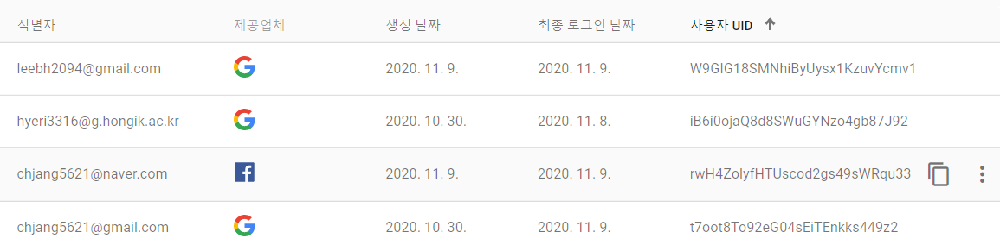 식별자 제공업체 생성 날짜 최종 로그인 날짜 사용자 UID
leebh2094@gmail.com 2020. 11. 9. 2020. 11. 9. W9GIG18SMNhiByUysx1KzuvYcmv1
hyeri3316@g.hongik.ac.kr 2020. 10. 30. 2020. 11. 8. iB6i0ojaQ8d8SWuGYNzo4gb87J92
chjang5621@naver.com 2020. 11. 9. 2020. 11. 9. rwH4ZolyfHTUscod2gs49sWRqu33
chjang5621@gmail.com 2020. 10. 30. 2020. 11. 9. t7oot8To92eG04sEiTEnkks449z2